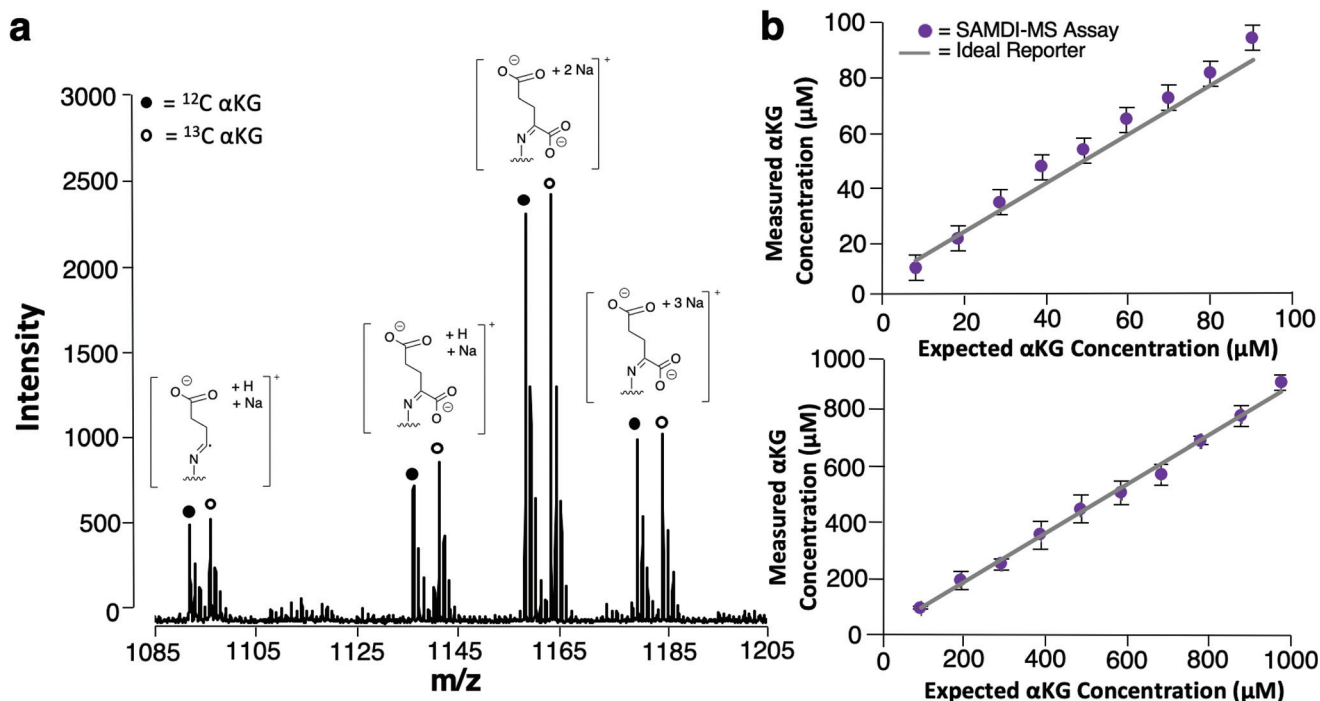 a
3000
2500
2000
1500
1000
500
0
Intensity
● = ¹²C αKG
○ = ¹³C αKG
O⊖ O + H + Na
N
+
O⊖ O + H + Na
N O
O⊖
+
O⊖ O + 2 Na
N O
O⊖
+
O⊖ O + 3 Na
N O
O⊖
+
1085 1105 1125 1145 1165 1185 1205
m/z
b
● = SAMDI-MS Assay
— = Ideal Reporter
100
80
60
40
20
0
Measured αKG
Concentration (μM)
0 20 40 60 80 100
Expected αKG Concentration (μM)
1000
800
600
400
200
0
Measured αKG
Concentration (μM)
0 200 400 600 800 1000
Expected αKG Concentration (μM)